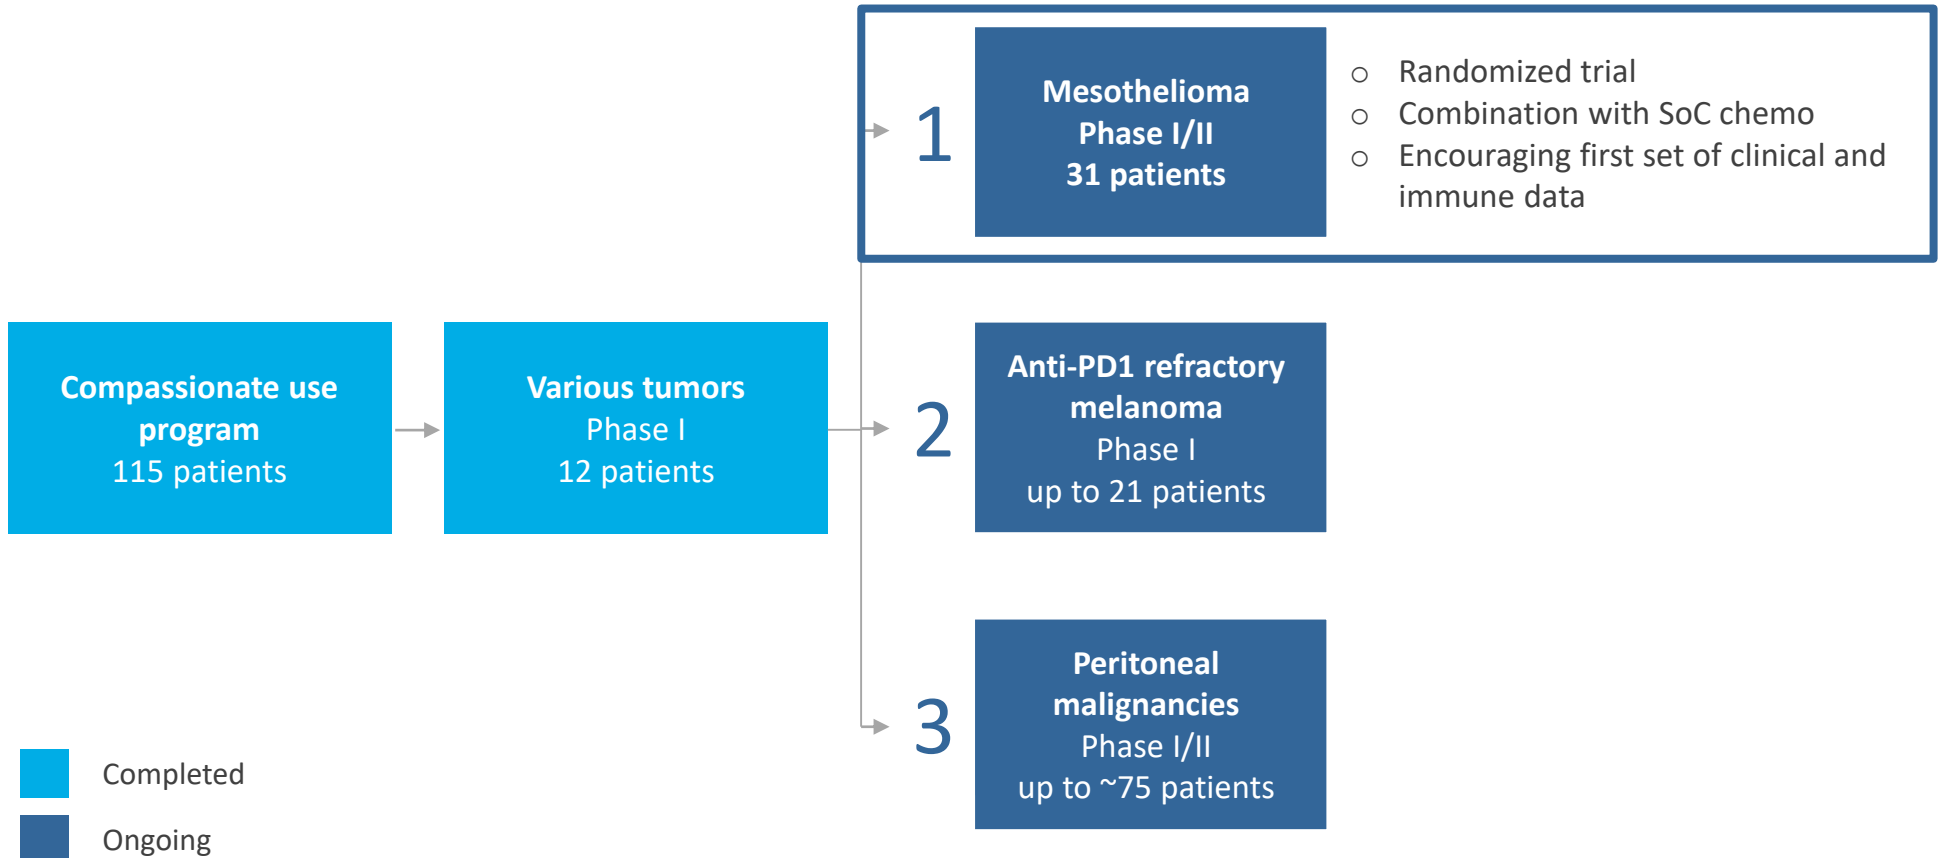 1
Mesothelioma
Phase I/II
31 patients
o Randomized trial
o Combination with SoC chemo
o Encouraging first set of clinical and
immune data
Compassionate use
program
115 patients
Various tumors
Phase I
12 patients
2
Anti-PD1 refractory
melanoma
Phase I
up to 21 patients
3
Peritoneal
malignancies
Phase I/II
up to ~75 patients
Completed
Ongoing